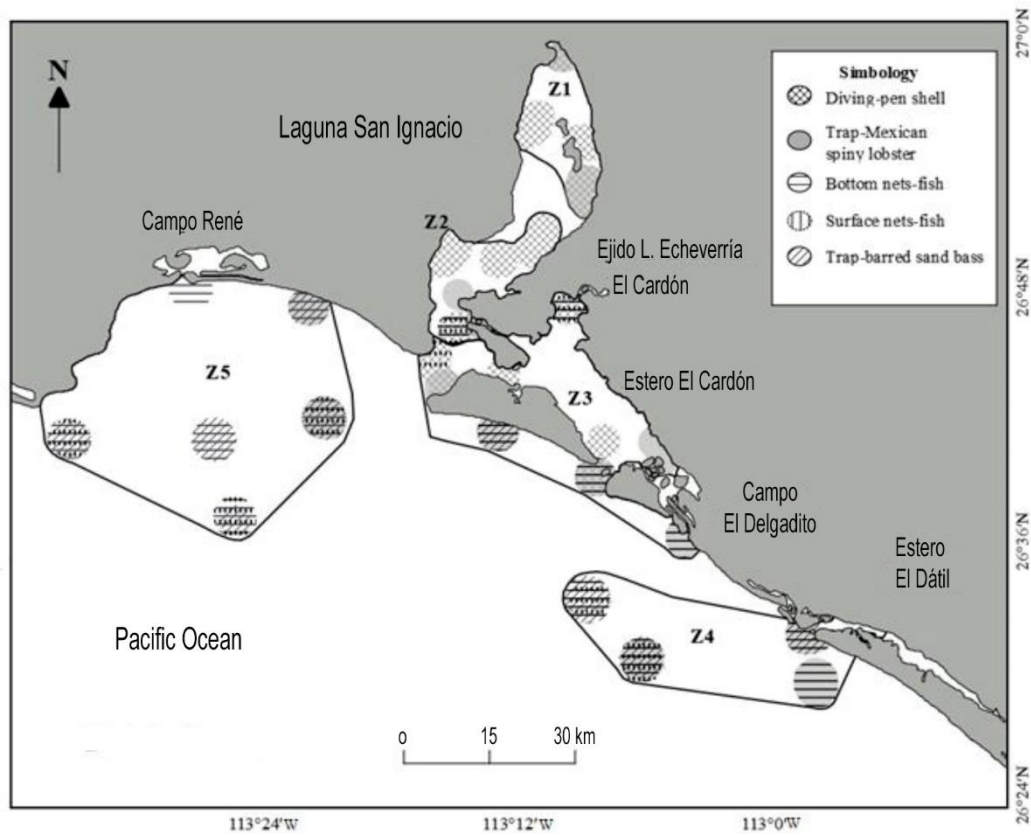 N
Laguna San Ignacio
Campo René
Z1
Z2
Ejido L. Echeverría
El Cardón
Z5
Estero El Cardón
Z3
Campo
El Delgadito
Estero
El Dátil
Z4
Pacific Ocean
o 15 30 km
Simbology
Diving-pen shell
Trap-Mexican
spiny lobster
Bottom nets-fish
Surface nets-fish
Trap-barred sand bass
27°0'N
26°48'N
26°36'N
26°24'N
113°24'W 113°12'W 113°0'W